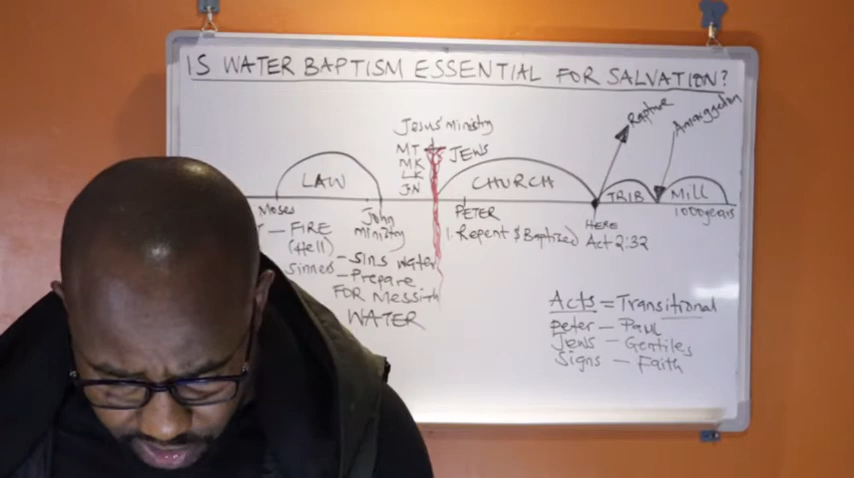 IS WATER BAPTISM ESSENTIAL FOR SALVATION?
Rapture
Jesus' ministry
MT
JEWS
MK
LK
JN
LAW
CHURCH
TRIB
Mill
1000years
Moses
John
ministry
PETER
HERE
FIRE
(Hell)
1. Repent & Baptized
Act 2:32
Sinned
- Sins water
- Prepare
FOR Messiah
WATER
Acts = Transitional
peter — Paul
Jews — Gentiles
Signs — Faith